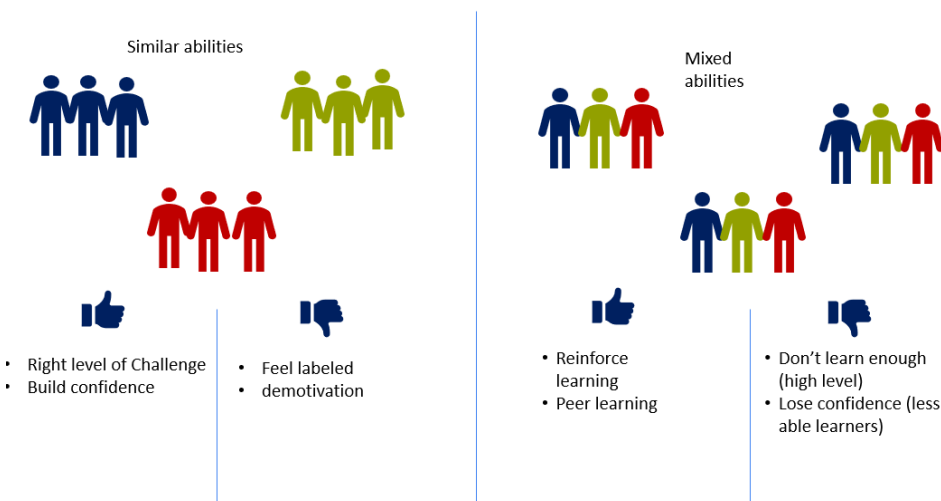 Similar abilities
• Right level of Challenge
• Build confidence
• Feel labeled
• demotivation
Mixed
abilities
• Reinforce
learning
• Peer learning
• Don't learn enough
(high level)
• Lose confidence (less
able learners)